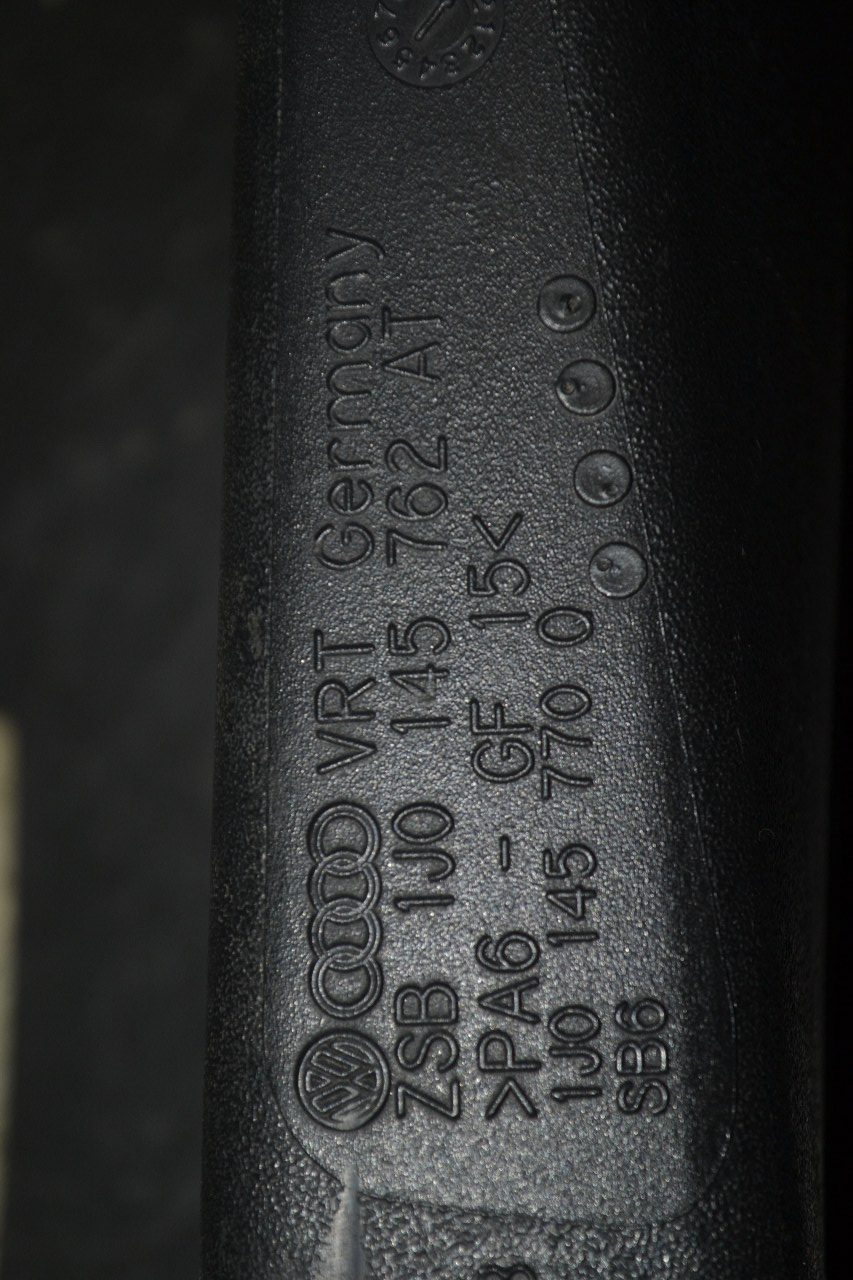 VRT Germany
ZSB 1J0 145 762 AT
>PA6 - GF 15<
1J0 145 770 0
SB6